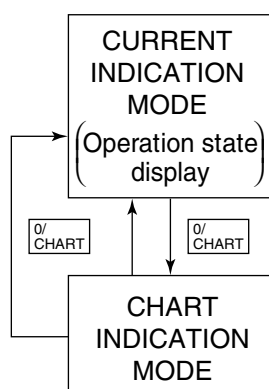 CURRENT
INDICATION
MODE
(Operation state
display)
0/
CHART
0/
CHART
CHART
INDICATION
MODE